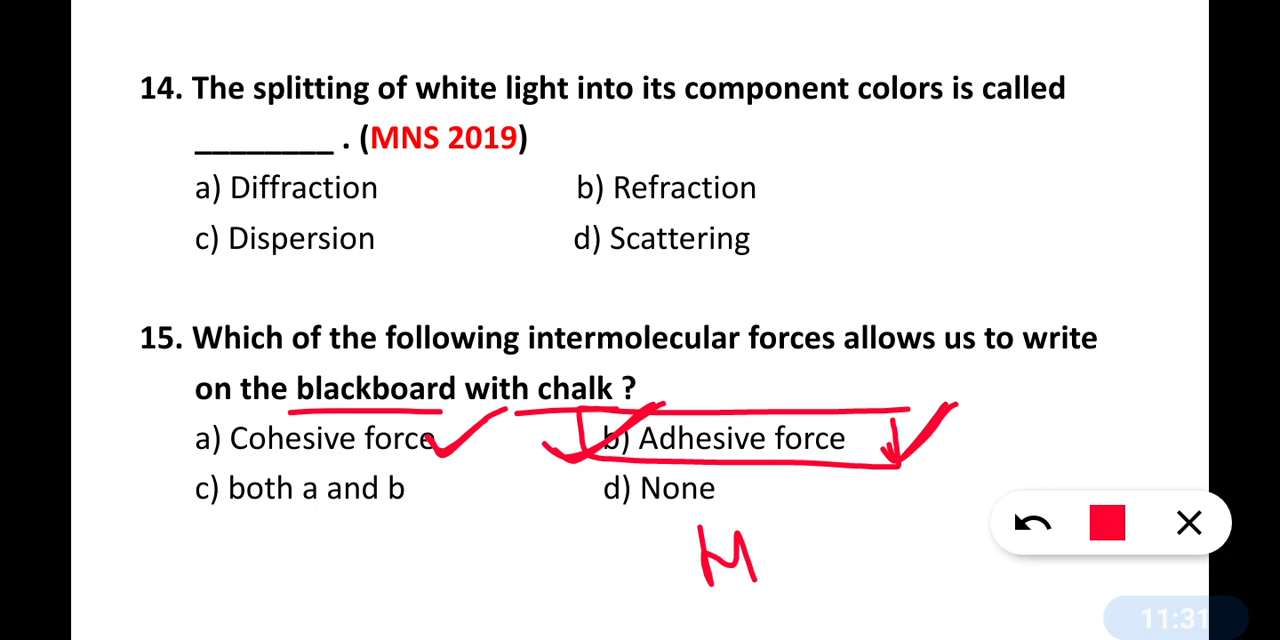 14. The splitting of white light into its component colors is called
________ . (MNS 2019)
a) Diffraction b) Refraction
c) Dispersion d) Scattering
15. Which of the following intermolecular forces allows us to write
on the blackboard with chalk ?
a) Cohesive force b) Adhesive force
c) both a and b d) None
M
11:31